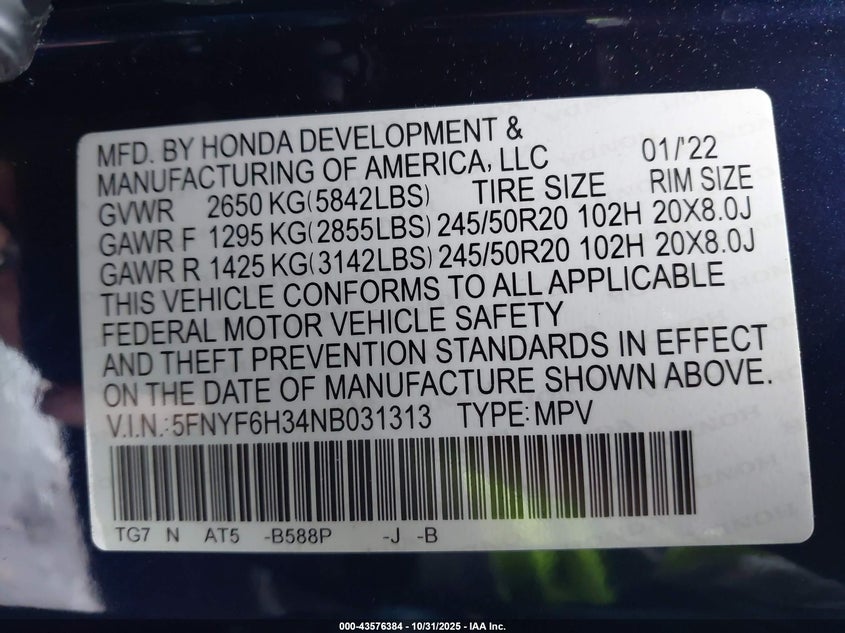 MFD. BY HONDA DEVELOPMENT &
MANUFACTURING OF AMERICA, LLC 01/'22
GVWR 2650 KG(5842LBS) TIRE SIZE RIM SIZE
GAWR F 1295 KG(2855LBS) 245/50R20 102H 20X8.0J
GAWR R 1425 KG(3142LBS) 245/50R20 102H 20X8.0J
THIS VEHICLE CONFORMS TO ALL APPLICABLE
FEDERAL MOTOR VEHICLE SAFETY
AND THEFT PREVENTION STANDARDS IN EFFECT
ON THE DATE OF MANUFACTURE SHOWN ABOVE.
V.I.N.:5FNYF6H34NB031313 TYPE:MPV
TG7 N AT5 -B588P -J -B
000-43576384 - 10/31/2025 - IAA Inc.